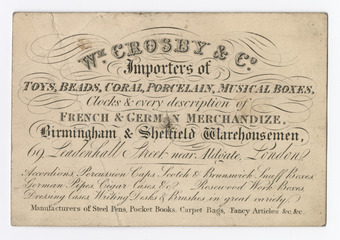 Wm. CROSBY & Co.
Importers of
TOYS, BEADS, CORAL, PORCELAIN, MUSICAL BOXES,
Clocks & every description of
FRENCH & GERMAN MERCHANDIZE.
Birmingham & Sheffield Warehousemen,
69 Leadenhall Street near Aldgate, London.
Accordions Percussion Caps Scotch & Brunswick Snuff Boxes
German Pipes Cigar Cases &c. Rosewood Work Boxes
Dressing Cases Writing Desks & Brushes in great variety.
Manufacturers of Steel Pens, Pocket Books, Carpet Bags, Fancy Articles &c. &c.